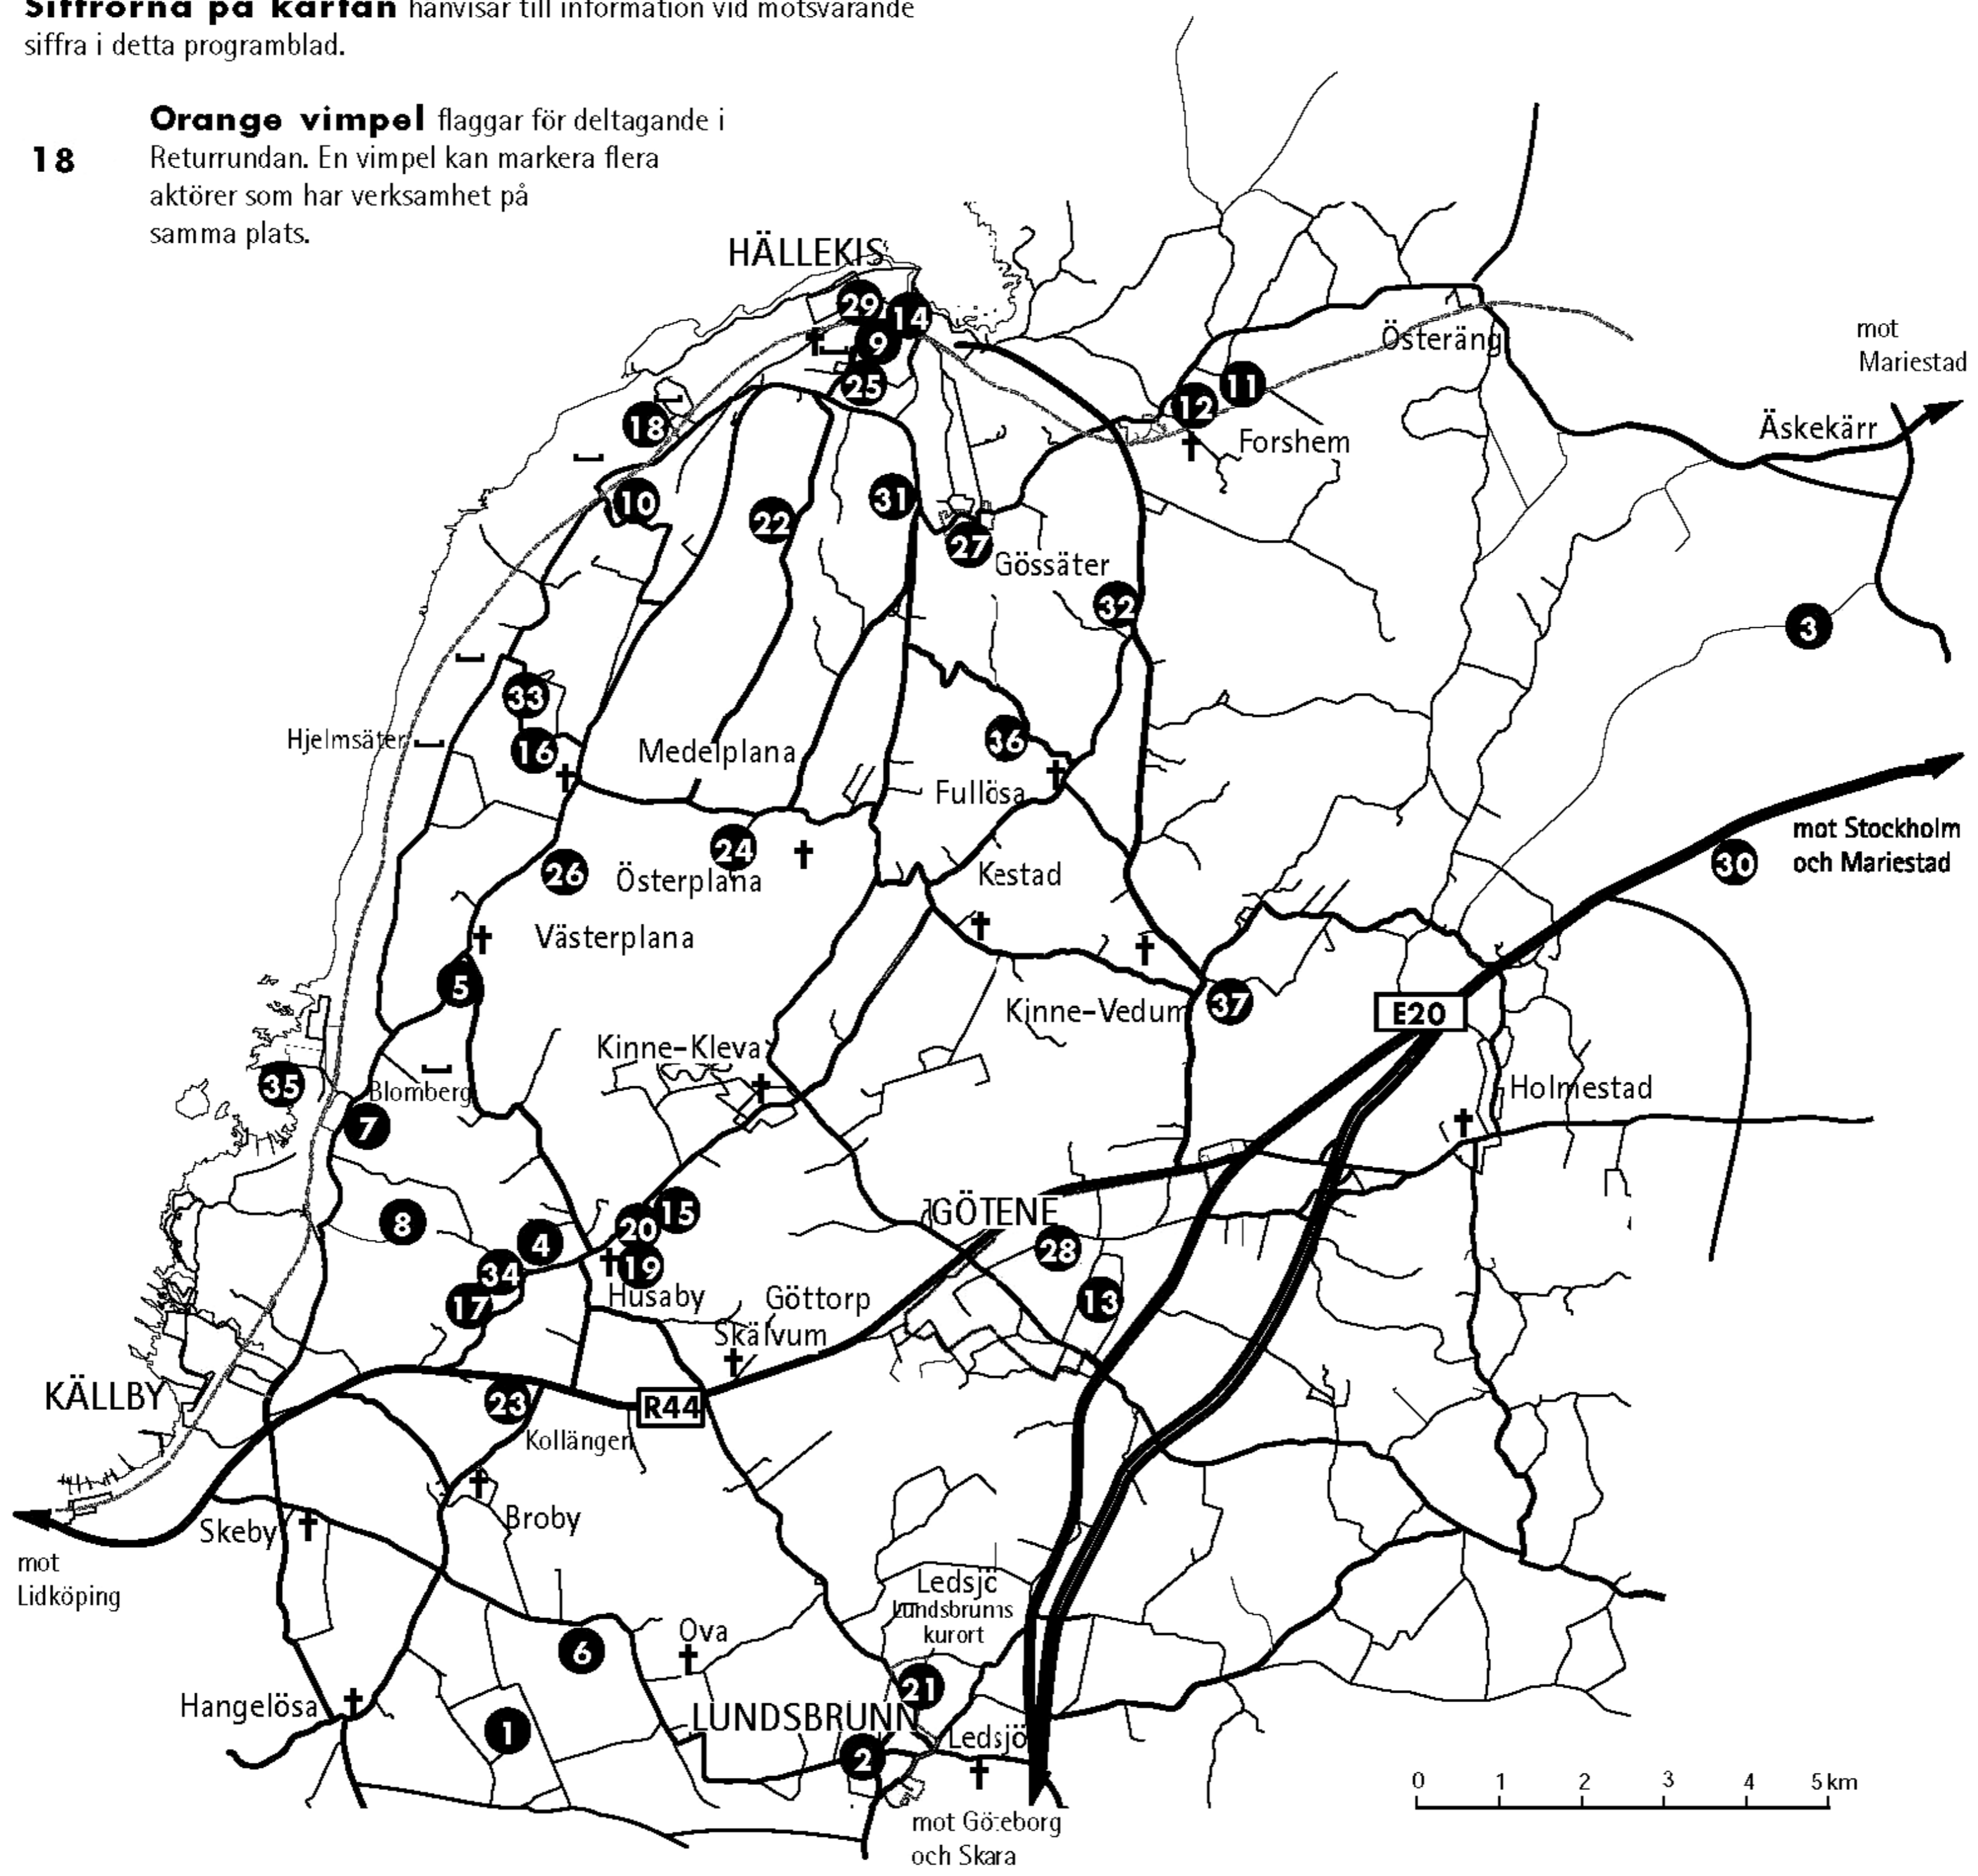 Siffrorna på kartan hänvisar till information vid motsvarande
siffra i detta programblad.
18
Orange vimpel flaggar för deltagande i
Returrundan. En vimpel kan markera flera
aktörer som har verksamhet på
samma plats.
HÄLLEKIS
29
14
9
25
18
10
22
31
27
Gössäter
12
11
Forshem
Österäng
mot
Mariestad
Äskekärr
3
32
33
16
Hjelmsäter
Medelplana
36
Fullösa
24
26
Österplana
Kestad
mot Stockholm
och Mariestad
30
Västerplana
5
Kinne-Vedum
37
E20
Kinne-Kleva
35
Blomberg
7
Holmestad
8
4
20
15
34
19
17
Husaby
GÖTENE
28
13
Göttorp
Skälvum
KÄLLBY
23
R44
Kollängen
Skeby
Broby
mot
Lidköping
Ledsjö
Lundsbrunns
kurort
6
Ova
21
Hangelösa
1
LUNDSBRUNN
2
Ledsjö
mot Göteborg
och Skara
0 1 2 3 4 5 km